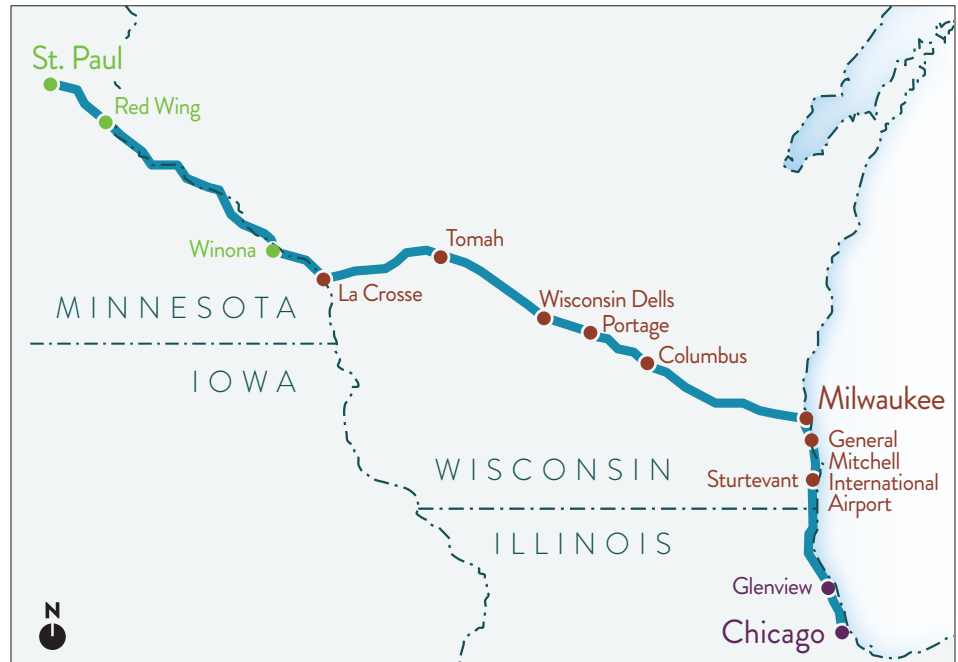 St. Paul
Red Wing
Winona
La Crosse
Tomah
MINNESOTA
IOWA
Wisconsin Dells
Portage
Columbus
Milwaukee
General
Mitchell
International
Airport
Sturtevant
WISCONSIN
ILLINOIS
Glenview
Chicago
N